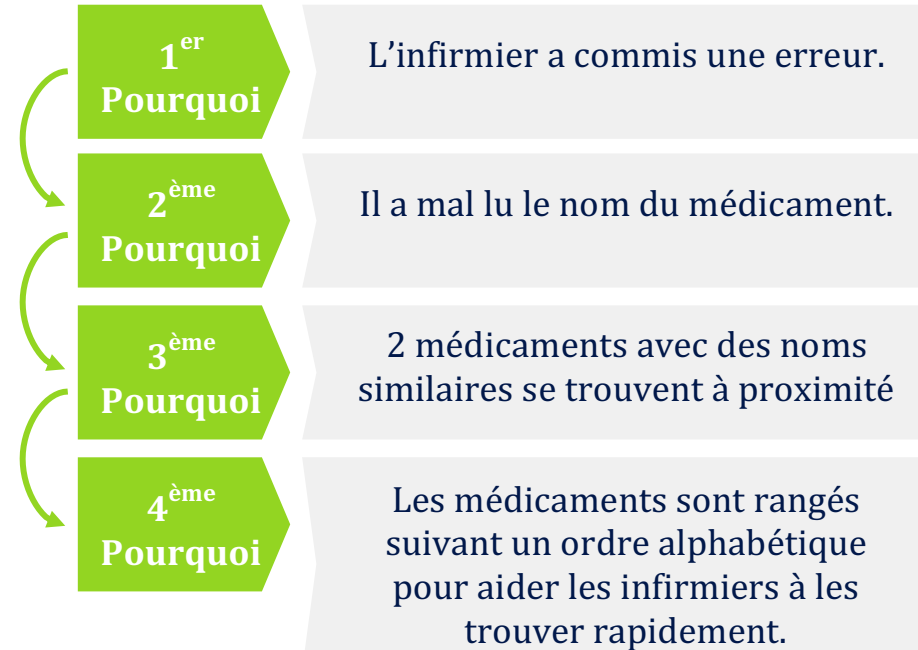 1er
Pourquoi
L’infirmier a commis une erreur.
2ème
Pourquoi
Il a mal lu le nom du médicament.
3ème
Pourquoi
2 médicaments avec des noms
similaires se trouvent à proximité
4ème
Pourquoi
Les médicaments sont rangés
suivant un ordre alphabétique
pour aider les infirmiers à les
trouver rapidement.